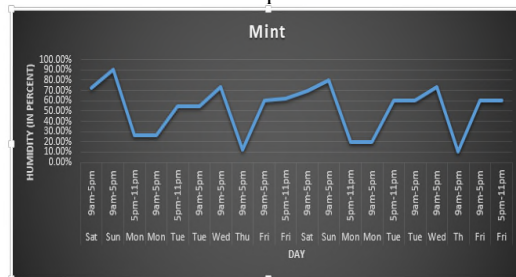 Mint
HUMIDITY (IN PERCENT)
100.00%
90.00%
80.00%
70.00%
60.00%
50.00%
40.00%
30.00%
20.00%
10.00%
0.00%
9am-5pm 9am-5pm 5pm-11pm 9am-5pm 5pm-11pm 9am-5pm 9am-5pm 9am-5pm 9am-5pm 5pm-11pm 9am-5pm 9am-5pm 5pm-11pm 9am-5pm 5pm-11pm 9am-5pm 9am-5pm 9am-5pm 9am-5pm 5pm-11pm
Sat Sun Mon Mon Tue Tue Wed Thu Fri Fri Sat Sun Mon Mon Tue Tue Wed Th Fri Fri
DAY